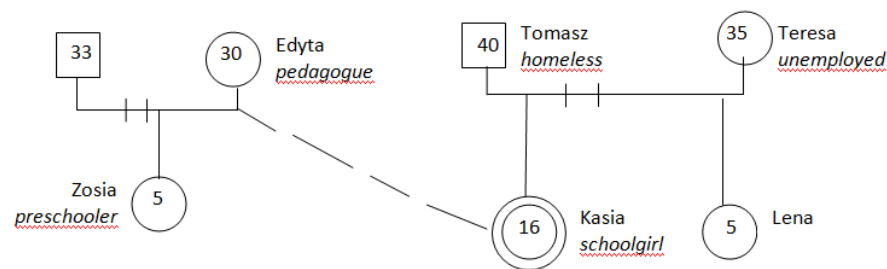 33
30
Edyta
pedagogue
40
Tomasz
homeless
35
Teresa
unemployed
Zosia
preschooler
5
16
Kasia
schoolgirl
5
Lena